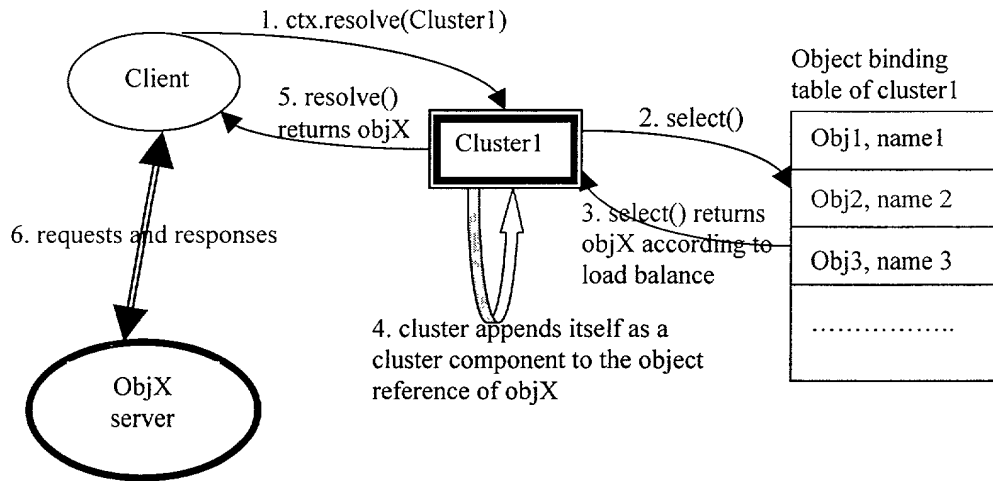 1. ctx.resolve(Cluster1)
Client
5. resolve()
returns objX
Cluster1
2. select()
Object binding
table of cluster1
Obj1, name1
Obj2, name 2
Obj3, name 3
.................
3. select() returns
objX according to
load balance
6. requests and responses
4. cluster appends itself as a
cluster component to the object
reference of objX
ObjX
server